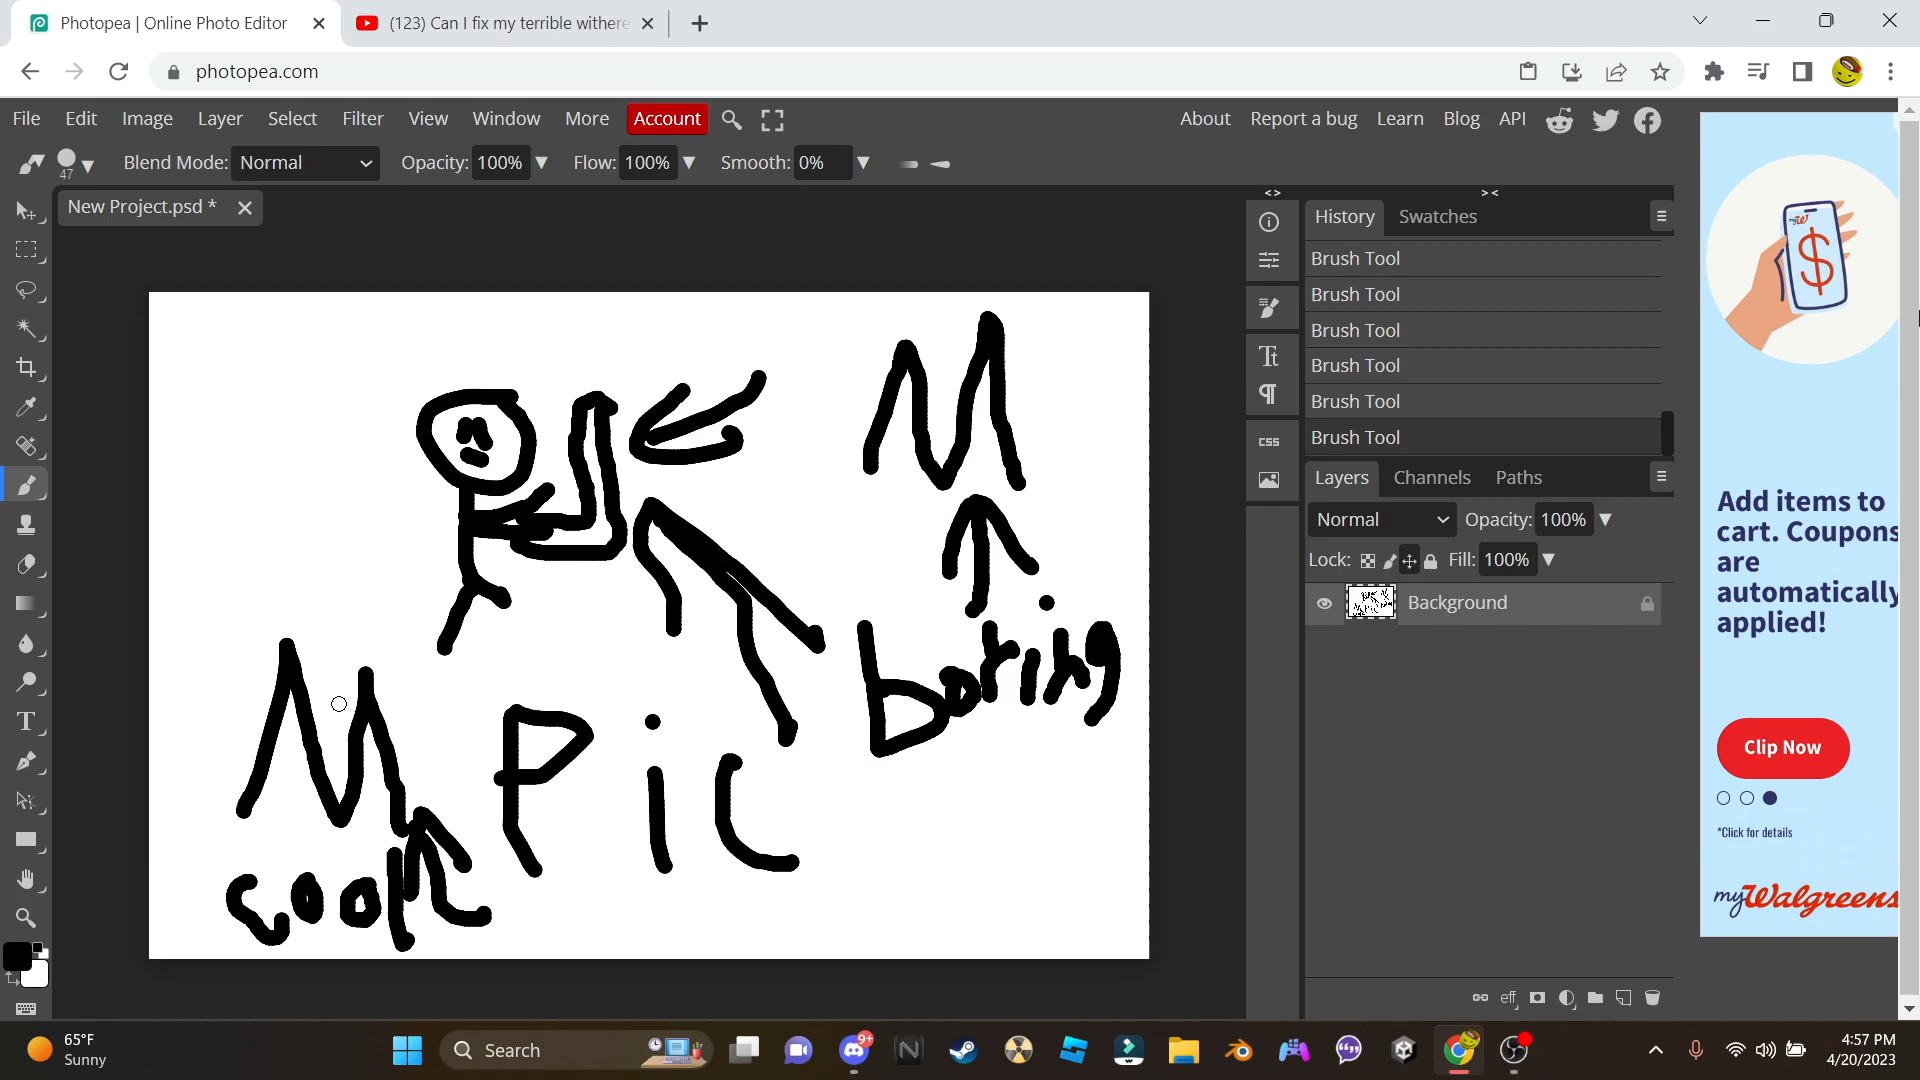 Photopea | Online Photo Editor
(123) Can I fix my terrible withere
photopea.com
File Edit Image Layer Select Filter View Window More Account
About Report a bug Learn Blog API
47 Blend Mode: Normal Opacity: 100% Flow: 100% Smooth: 0%
New Project.psd *
History Swatches
Brush Tool
Brush Tool
Brush Tool
Brush Tool
Brush Tool
Brush Tool
CSS
Layers Channels Paths
Normal Opacity: 100%
Lock: Fill: 100%
Background
eff
M
boring
M
Pic
$
Add items to
cart. Coupons
are
automatically
applied!
Clip Now
*Click for details
myWalgreens
65°F
Sunny
Search
9+
4:57 PM
4/20/2023